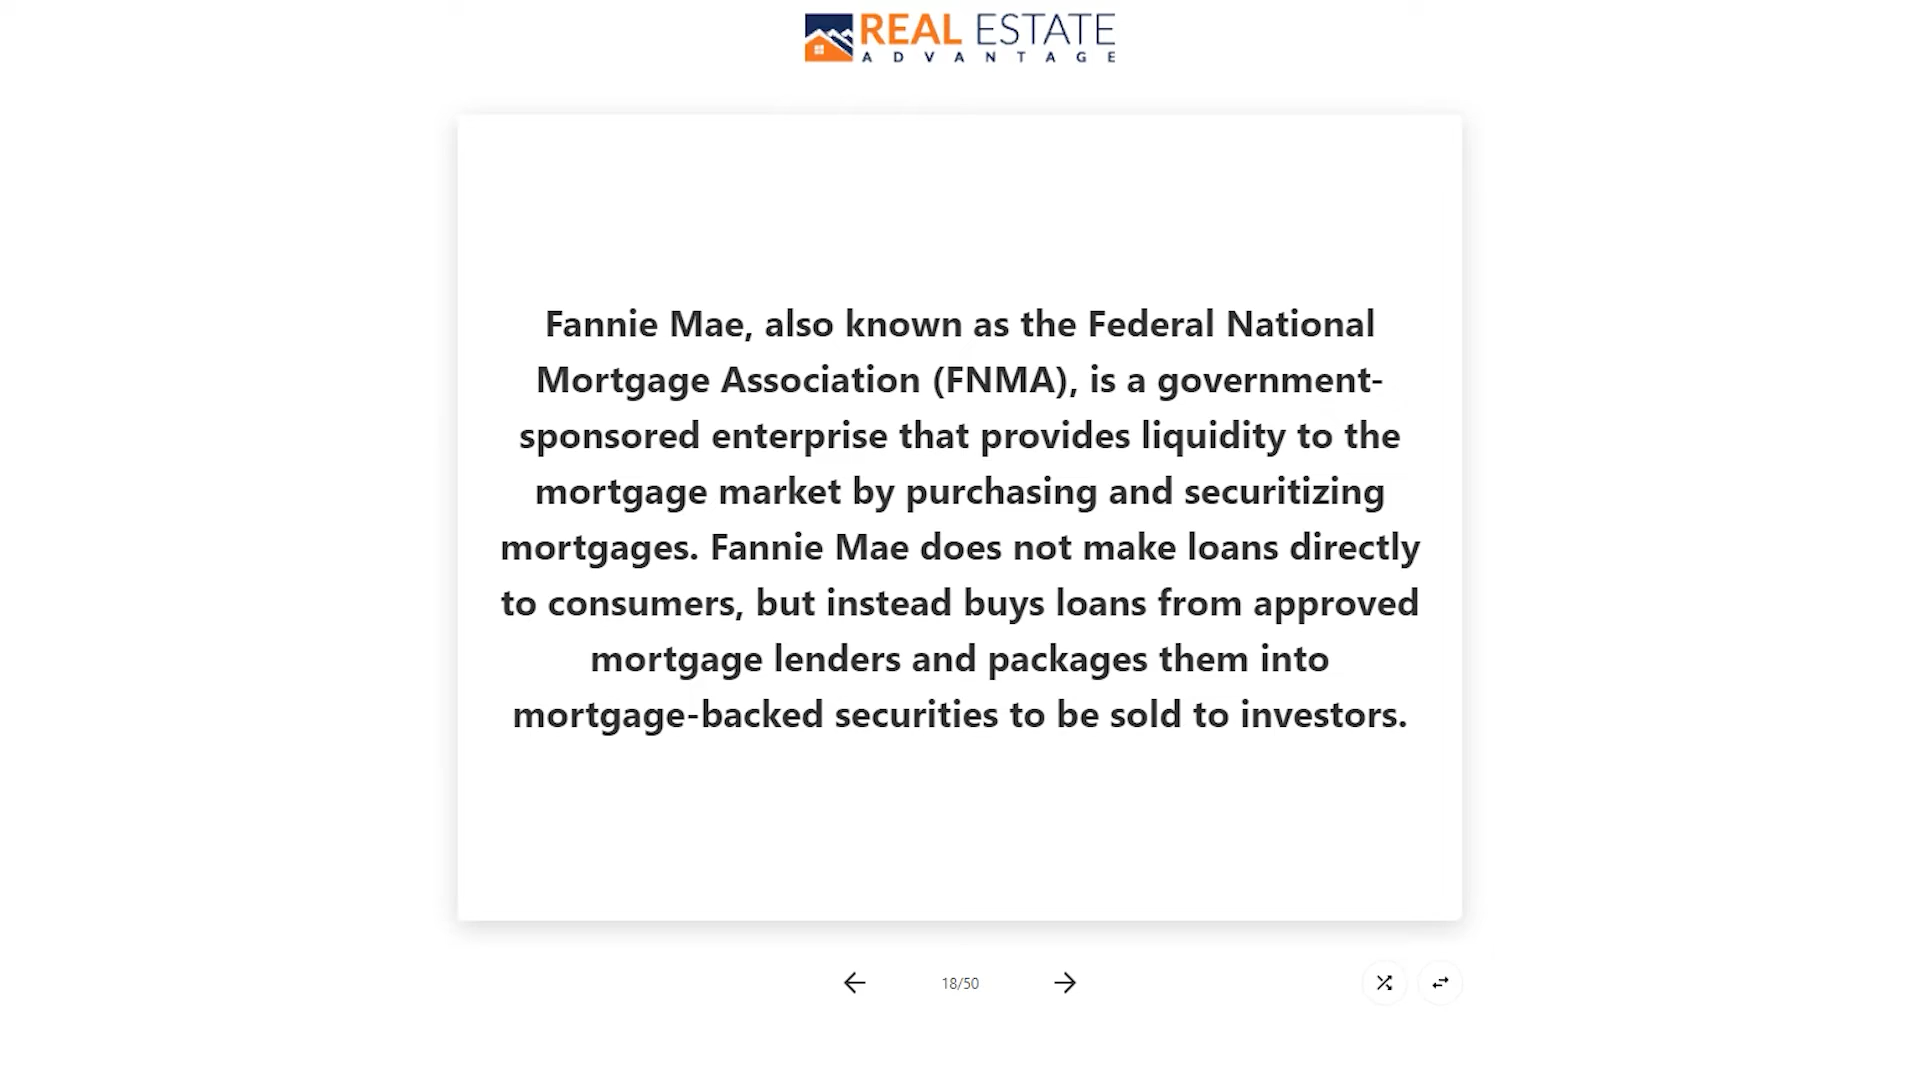 REAL ESTATE
ADVANTAGE
Fannie Mae, also known as the Federal National
Mortgage Association (FNMA), is a government-
sponsored enterprise that provides liquidity to the
mortgage market by purchasing and securitizing
mortgages. Fannie Mae does not make loans directly
to consumers, but instead buys loans from approved
mortgage lenders and packages them into
mortgage-backed securities to be sold to investors.
18/50